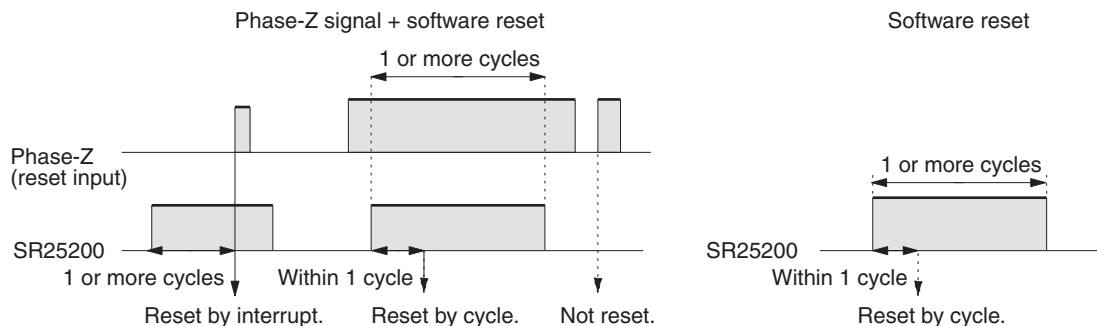 Phase-Z signal + software reset
Software reset
1 or more cycles
Phase-Z
(reset input)
1 or more cycles
SR25200
SR25200
1 or more cycles
Within 1 cycle
Within 1 cycle
Reset by interrupt.
Reset by cycle.
Not reset.
Reset by cycle.